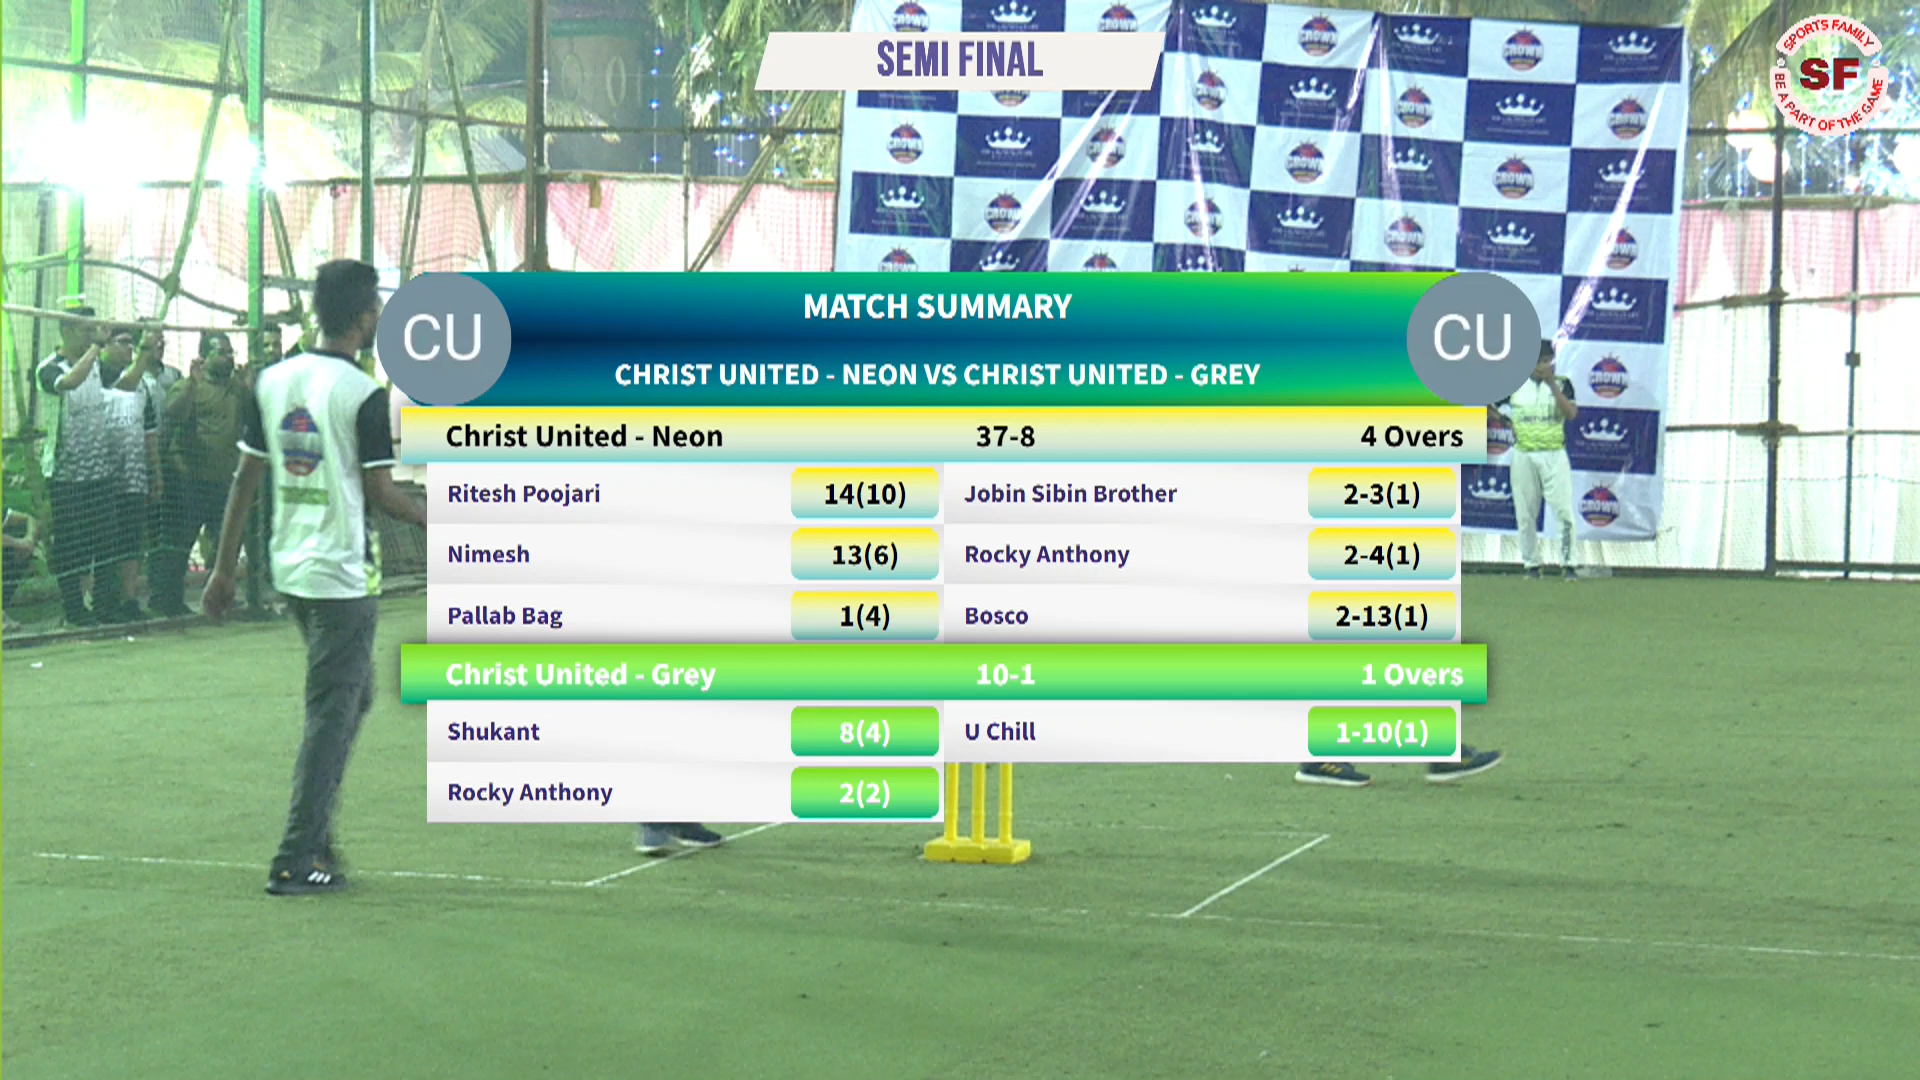 SEMI FINAL
SPORTS FAMILY
SF
BE A PART OF THE GAME
MATCH SUMMARY
CU
CU
CHRIST UNITED - NEON VS CHRIST UNITED - GREY
Christ United - Neon 37-8 4 Overs
Ritesh Poojari 14(10) Jobin Sibin Brother 2-3(1)
Nimesh 13(6) Rocky Anthony 2-4(1)
Pallab Bag 1(4) Bosco 2-13(1)
Christ United - Grey 10-1 1 Overs
Shukant 8(4) U Chill 1-10(1)
Rocky Anthony 2(2)
CROWN